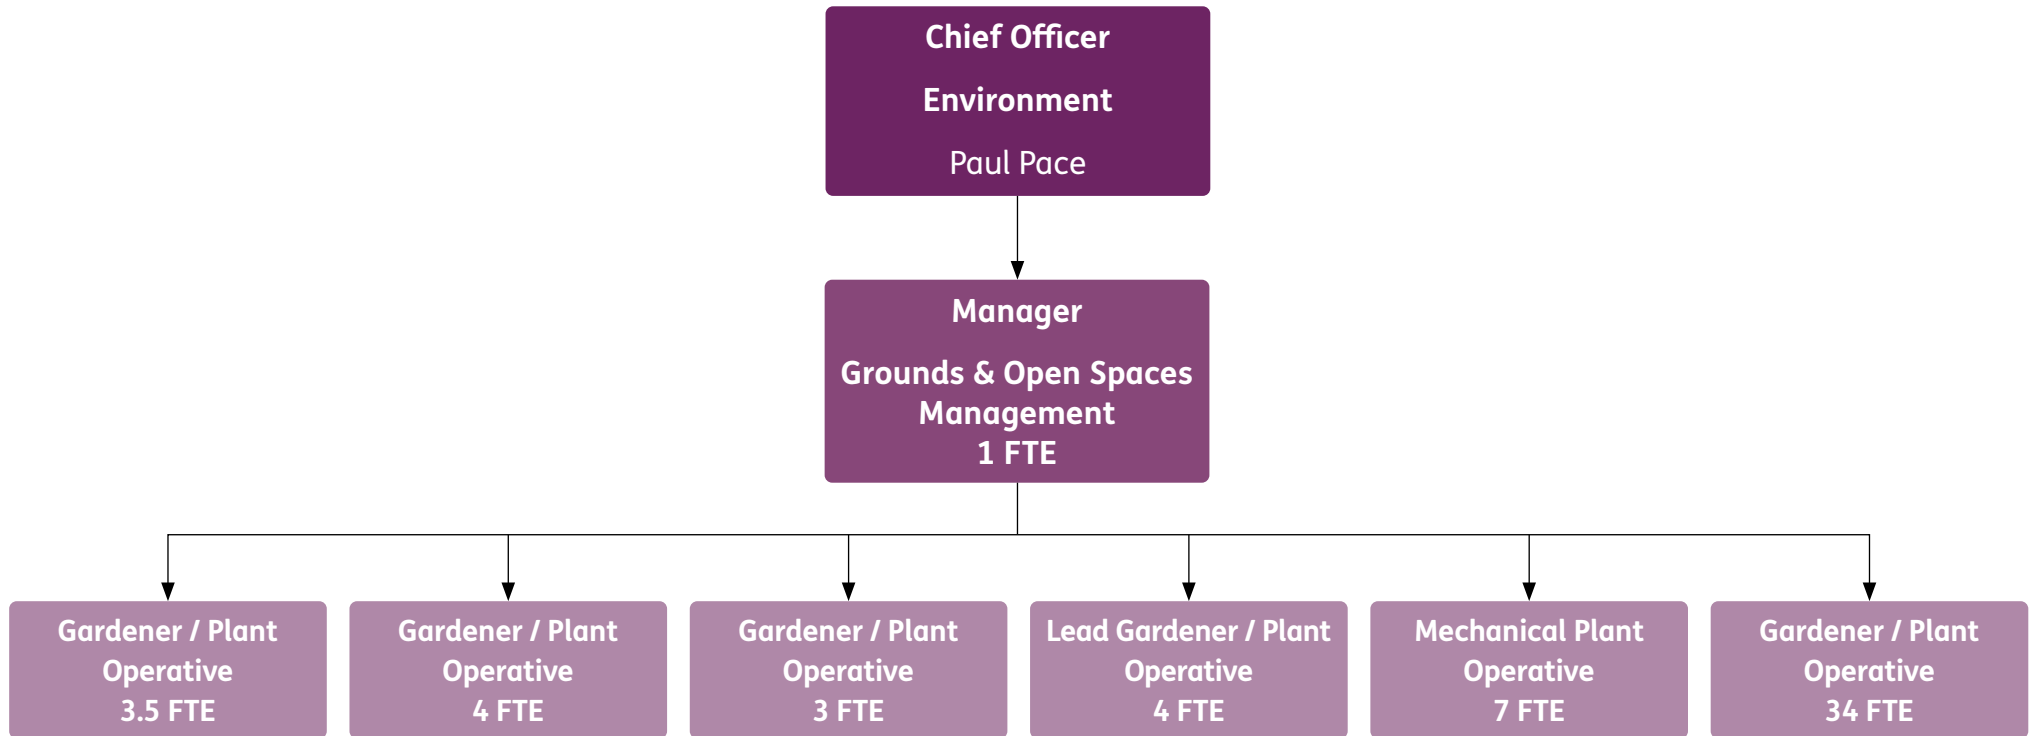 Chief Officer
Environment
Paul Pace
Manager
Grounds & Open Spaces
Management
1 FTE
Gardener / Plant
Operative
3.5 FTE
Gardener / Plant
Operative
4 FTE
Gardener / Plant
Operative
3 FTE
Lead Gardener / Plant
Operative
4 FTE
Mechanical Plant
Operative
7 FTE
Gardener / Plant
Operative
34 FTE